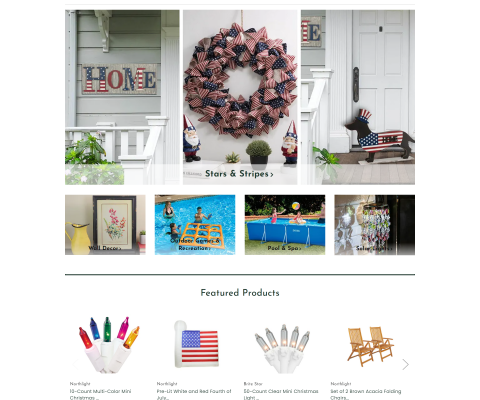 HOME
Stars & Stripes ›
Wall Decor ›
Outdoor Games &
Recreation ›
Pool & Spa ›
Featured Products
Northlight
10-Count Multi-Color Mini
Christmas ...
Northlight
Pre-Lit White and Red Fourth of
July...
Brite Star
50-Count Clear Mini Christmas
Light ...
Northlight
Set of 2 Brown Acacia Folding
Chairs...